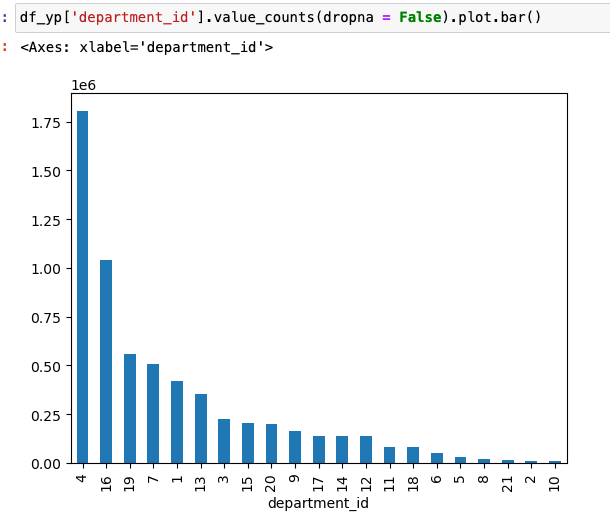 : df_yp['department_id'].value_counts(dropna = False).plot.bar()
: <Axes: xlabel='department_id'>
1e6
1.75
1.50
1.25
1.00
0.75
0.50
0.25
0.00
4 16 19 7 1 13 3 15 20 9 17 14 12 11 18 6 5 8 21 2 10
department_id